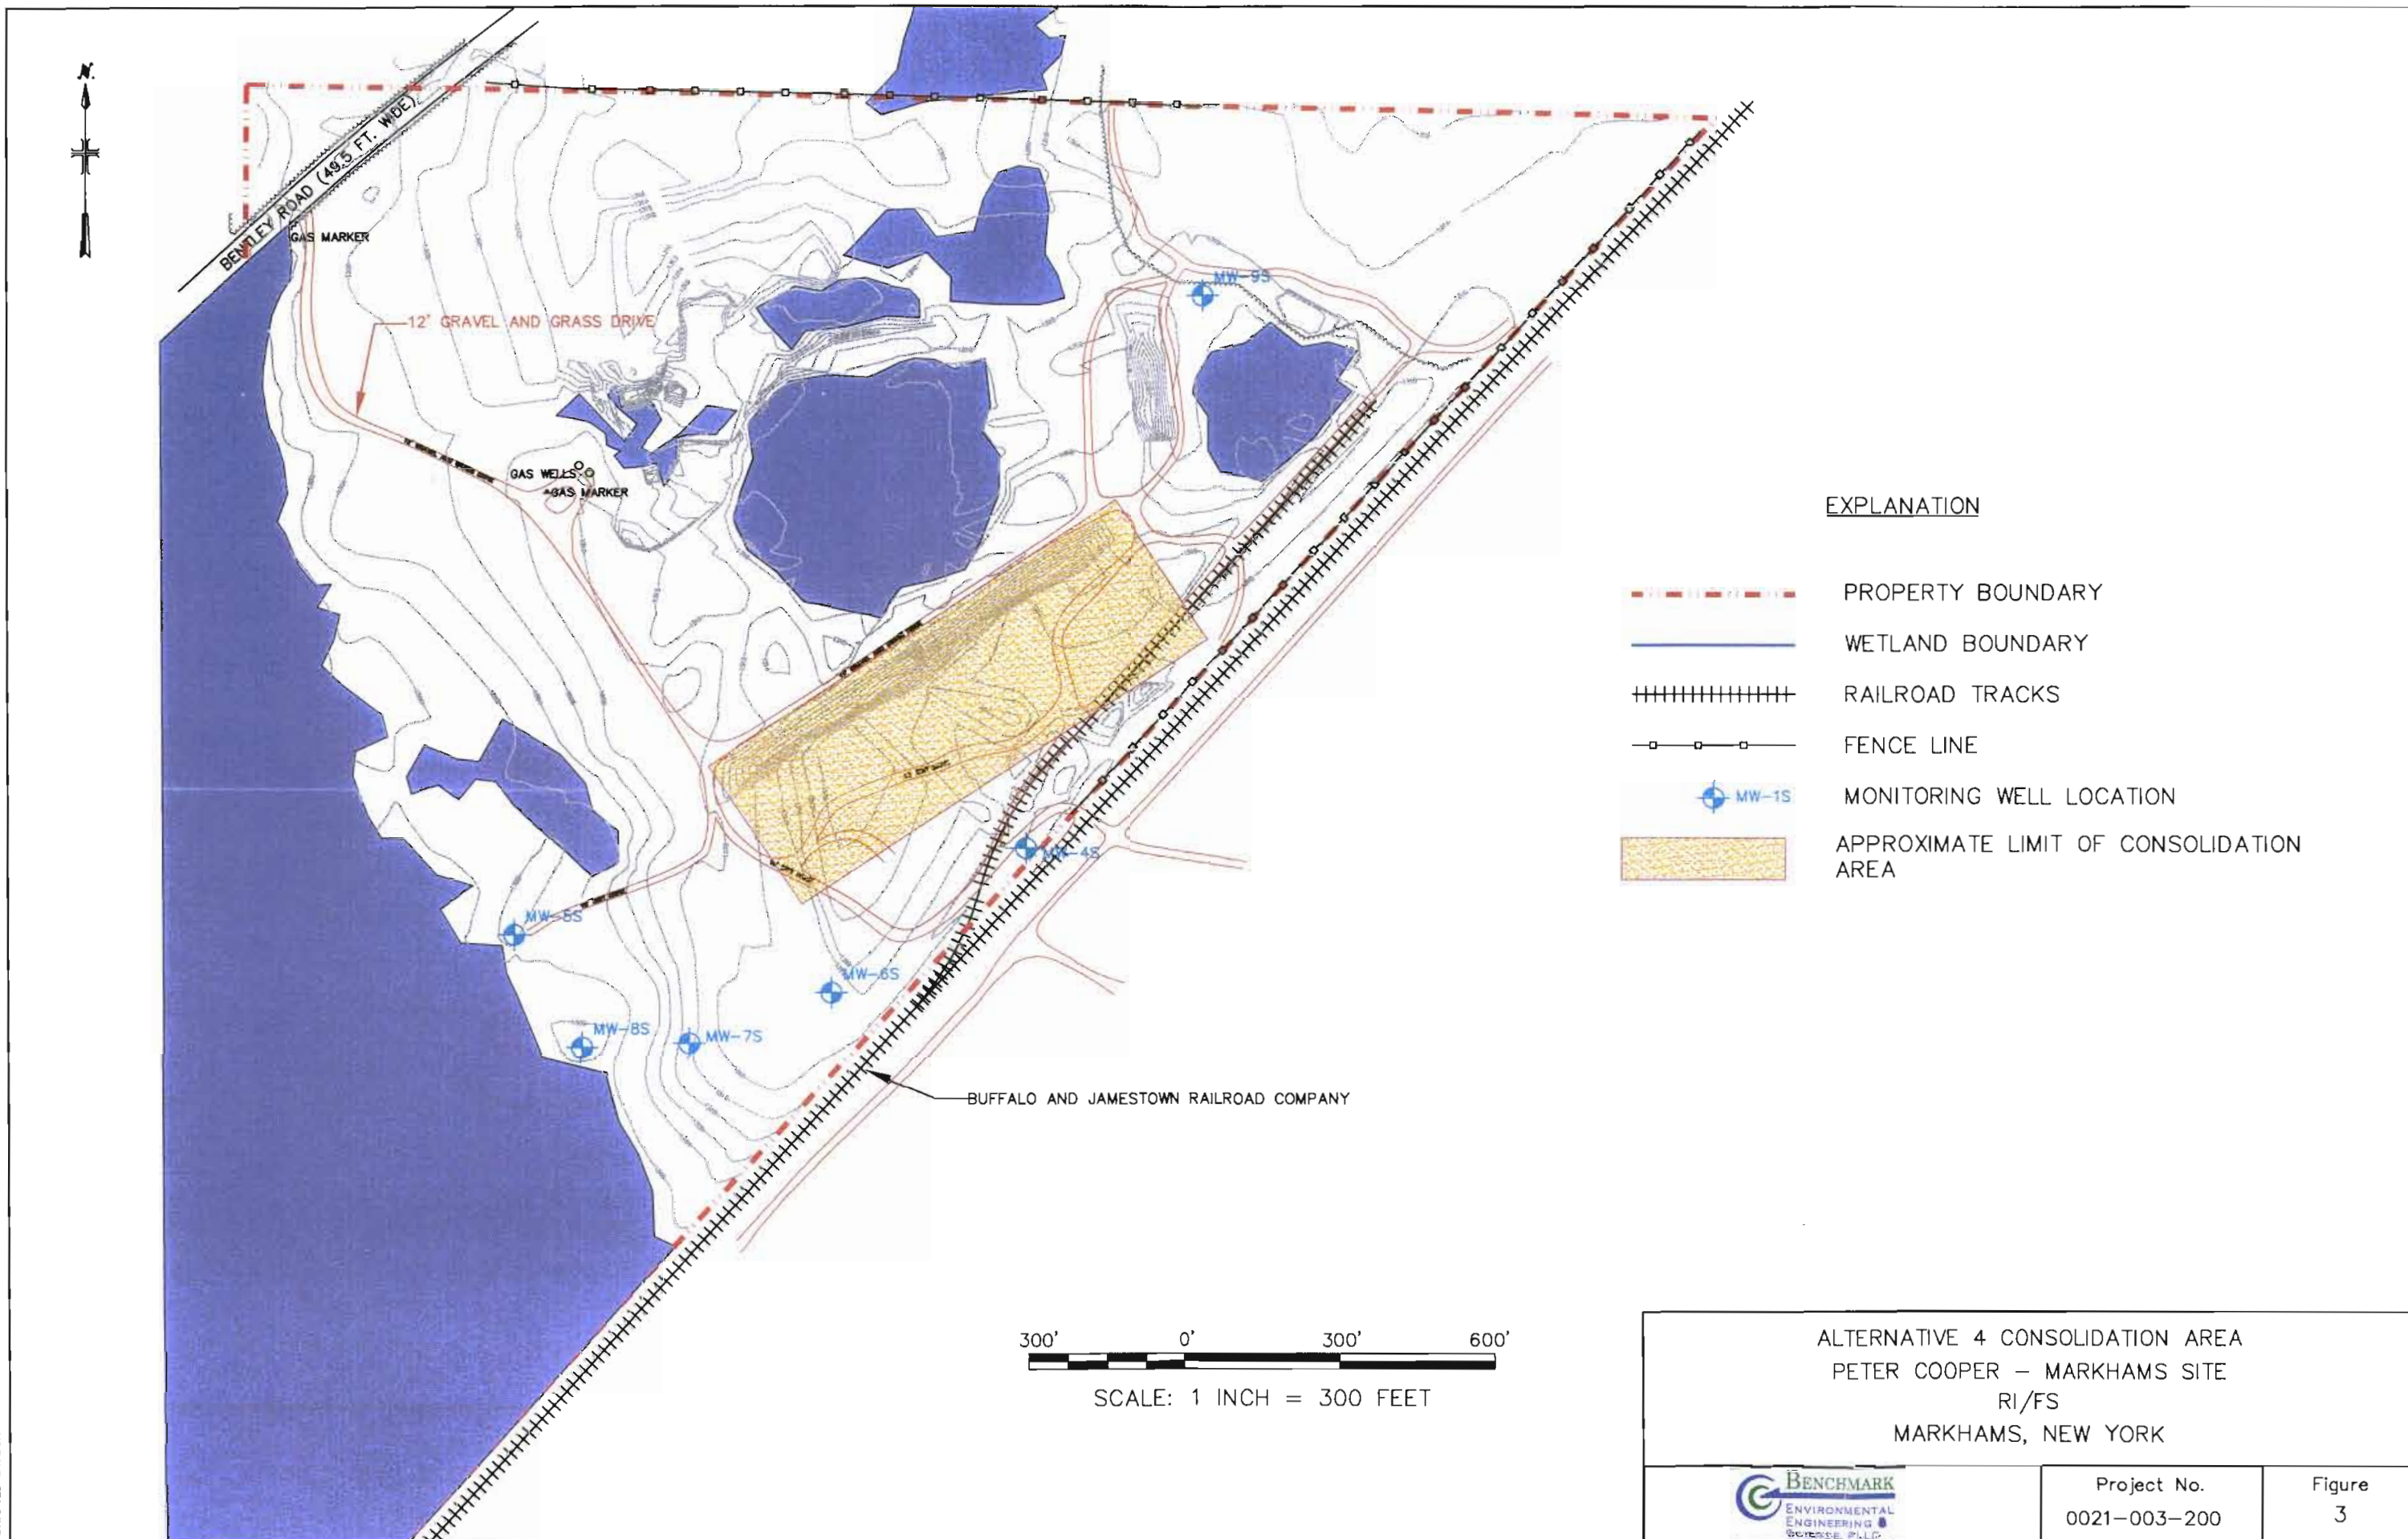 N.
BENTLEY ROAD (49.5 FT. WIDE)
GAS MARKER
12' GRAVEL AND GRASS DRIVE
GAS WELLS
GAS MARKER
MW-9S
MW-4S
MW-5S
MW-6S
MW-8S
MW-7S
BUFFALO AND JAMESTOWN RAILROAD COMPANY
EXPLANATION
PROPERTY BOUNDARY
WETLAND BOUNDARY
RAILROAD TRACKS
FENCE LINE
MW-1S
MONITORING WELL LOCATION
APPROXIMATE LIMIT OF CONSOLIDATION
AREA
300' 0' 300' 600'
SCALE: 1 INCH = 300 FEET
ALTERNATIVE 4 CONSOLIDATION AREA
PETER COOPER – MARKHAMS SITE
RI/FS
MARKHAMS, NEW YORK
BENCHMARK
ENVIRONMENTAL
ENGINEERING &
SCIENCE, PLLC
Project No.
0021-003-200
Figure
3